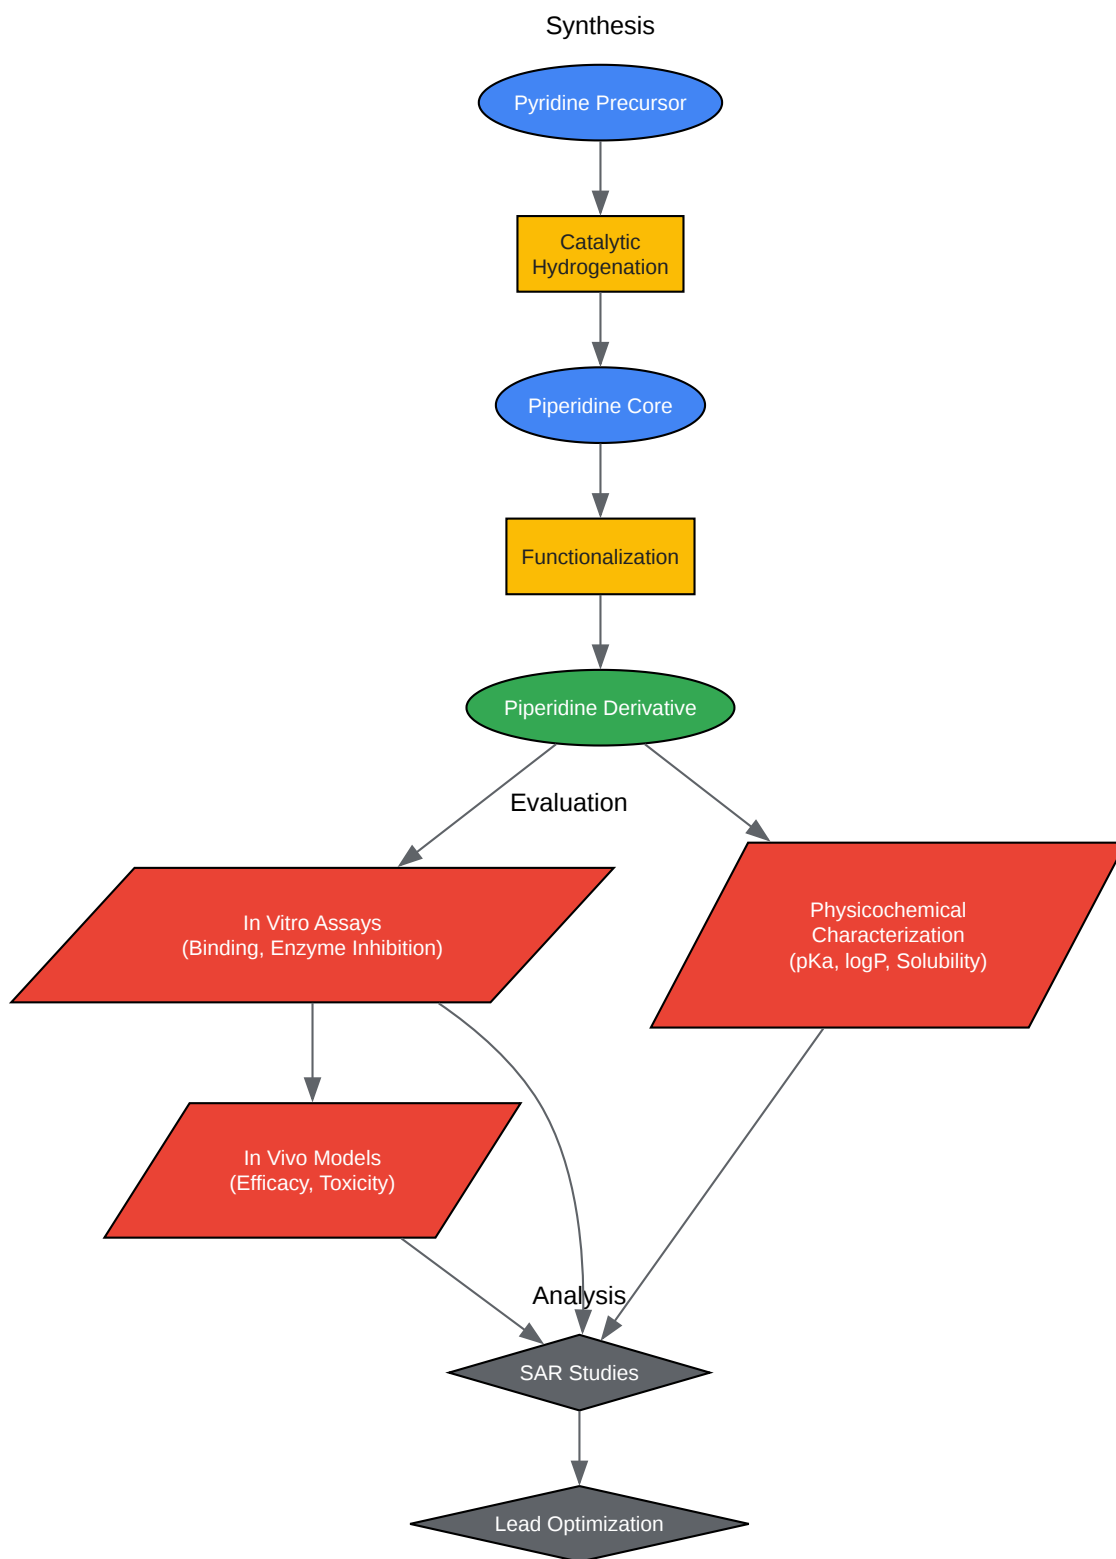 Synthesis
Pyridine Precursor
Catalytic
Hydrogenation
Piperidine Core
Functionalization
Piperidine Derivative
Evaluation
In Vitro Assays
(Binding, Enzyme Inhibition)
Physicochemical
Characterization
(pKa, logP, Solubility)
In Vivo Models
(Efficacy, Toxicity)
Analysis
SAR Studies
Lead Optimization